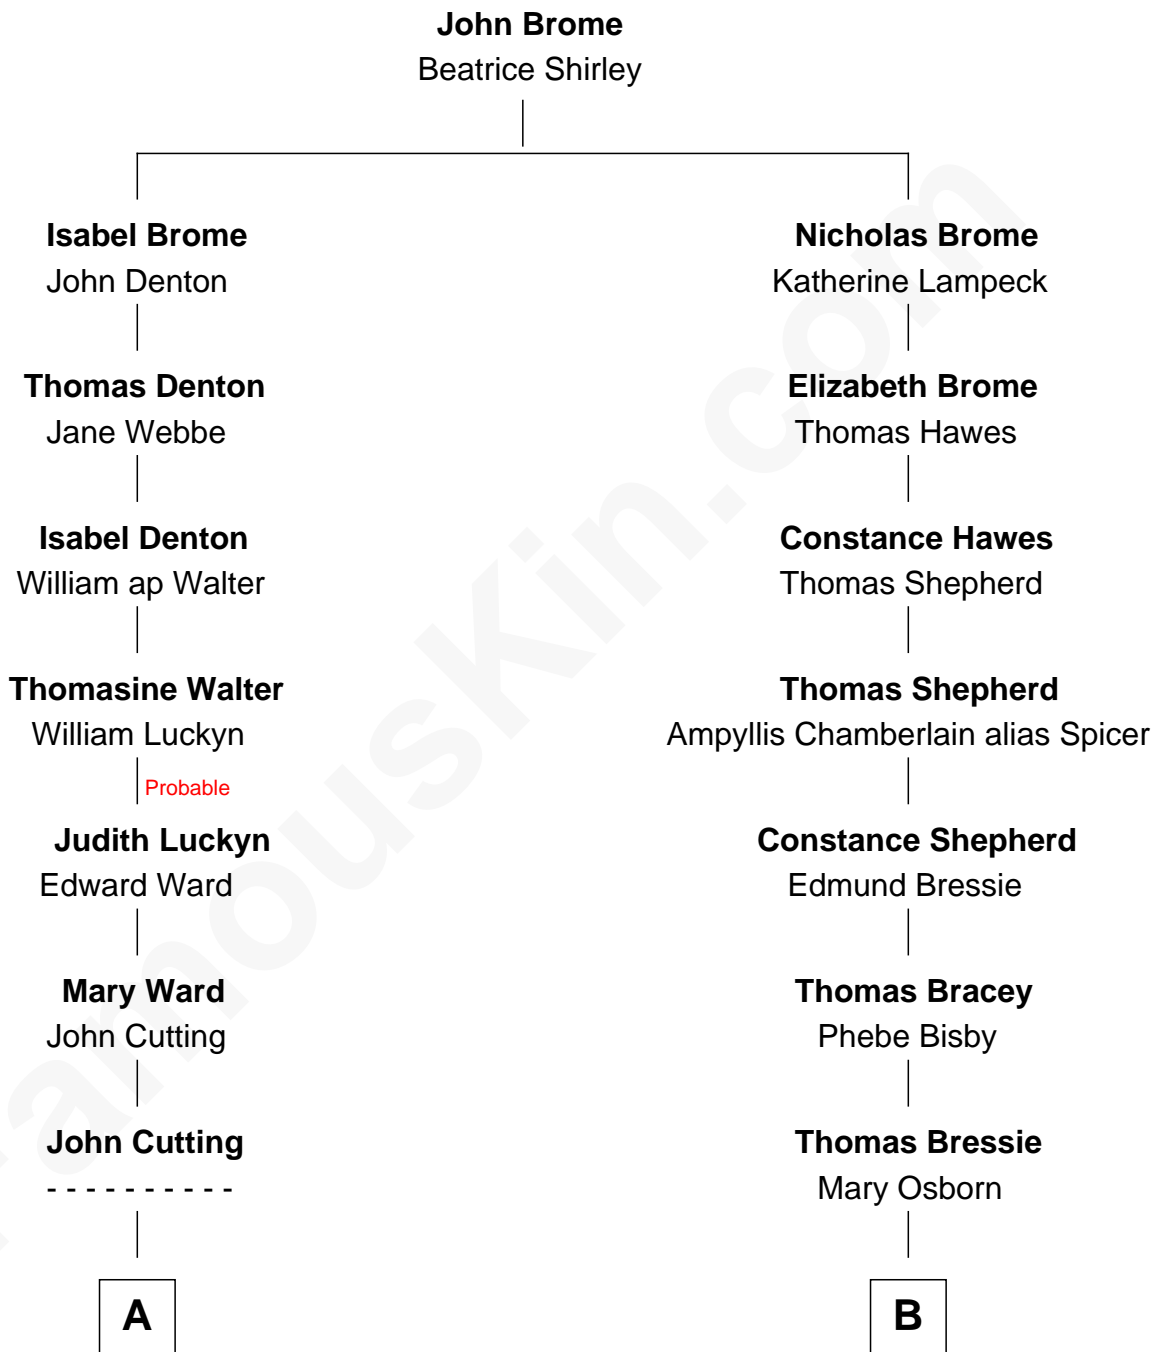 John Brome
Beatrice Shirley
Isabel Brome
John Denton
Nicholas Brome
Katherine Lampeck
Thomas Denton
Jane Webbe
Elizabeth Brome
Thomas Hawes
Isabel Denton
William ap Walter
Constance Hawes
Thomas Shepherd
Thomasine Walter
William Luckyn
Thomas Shepherd
Ampyllis Chamberlain alias Spicer
Probable
Judith Luckyn
Edward Ward
Constance Shepherd
Edmund Bressie
Mary Ward
John Cutting
Thomas Bracey
Phebe Bisby
John Cutting
- - - - - - - - - -
Thomas Bressie
Mary Osborn
A
B
FamousKin.com